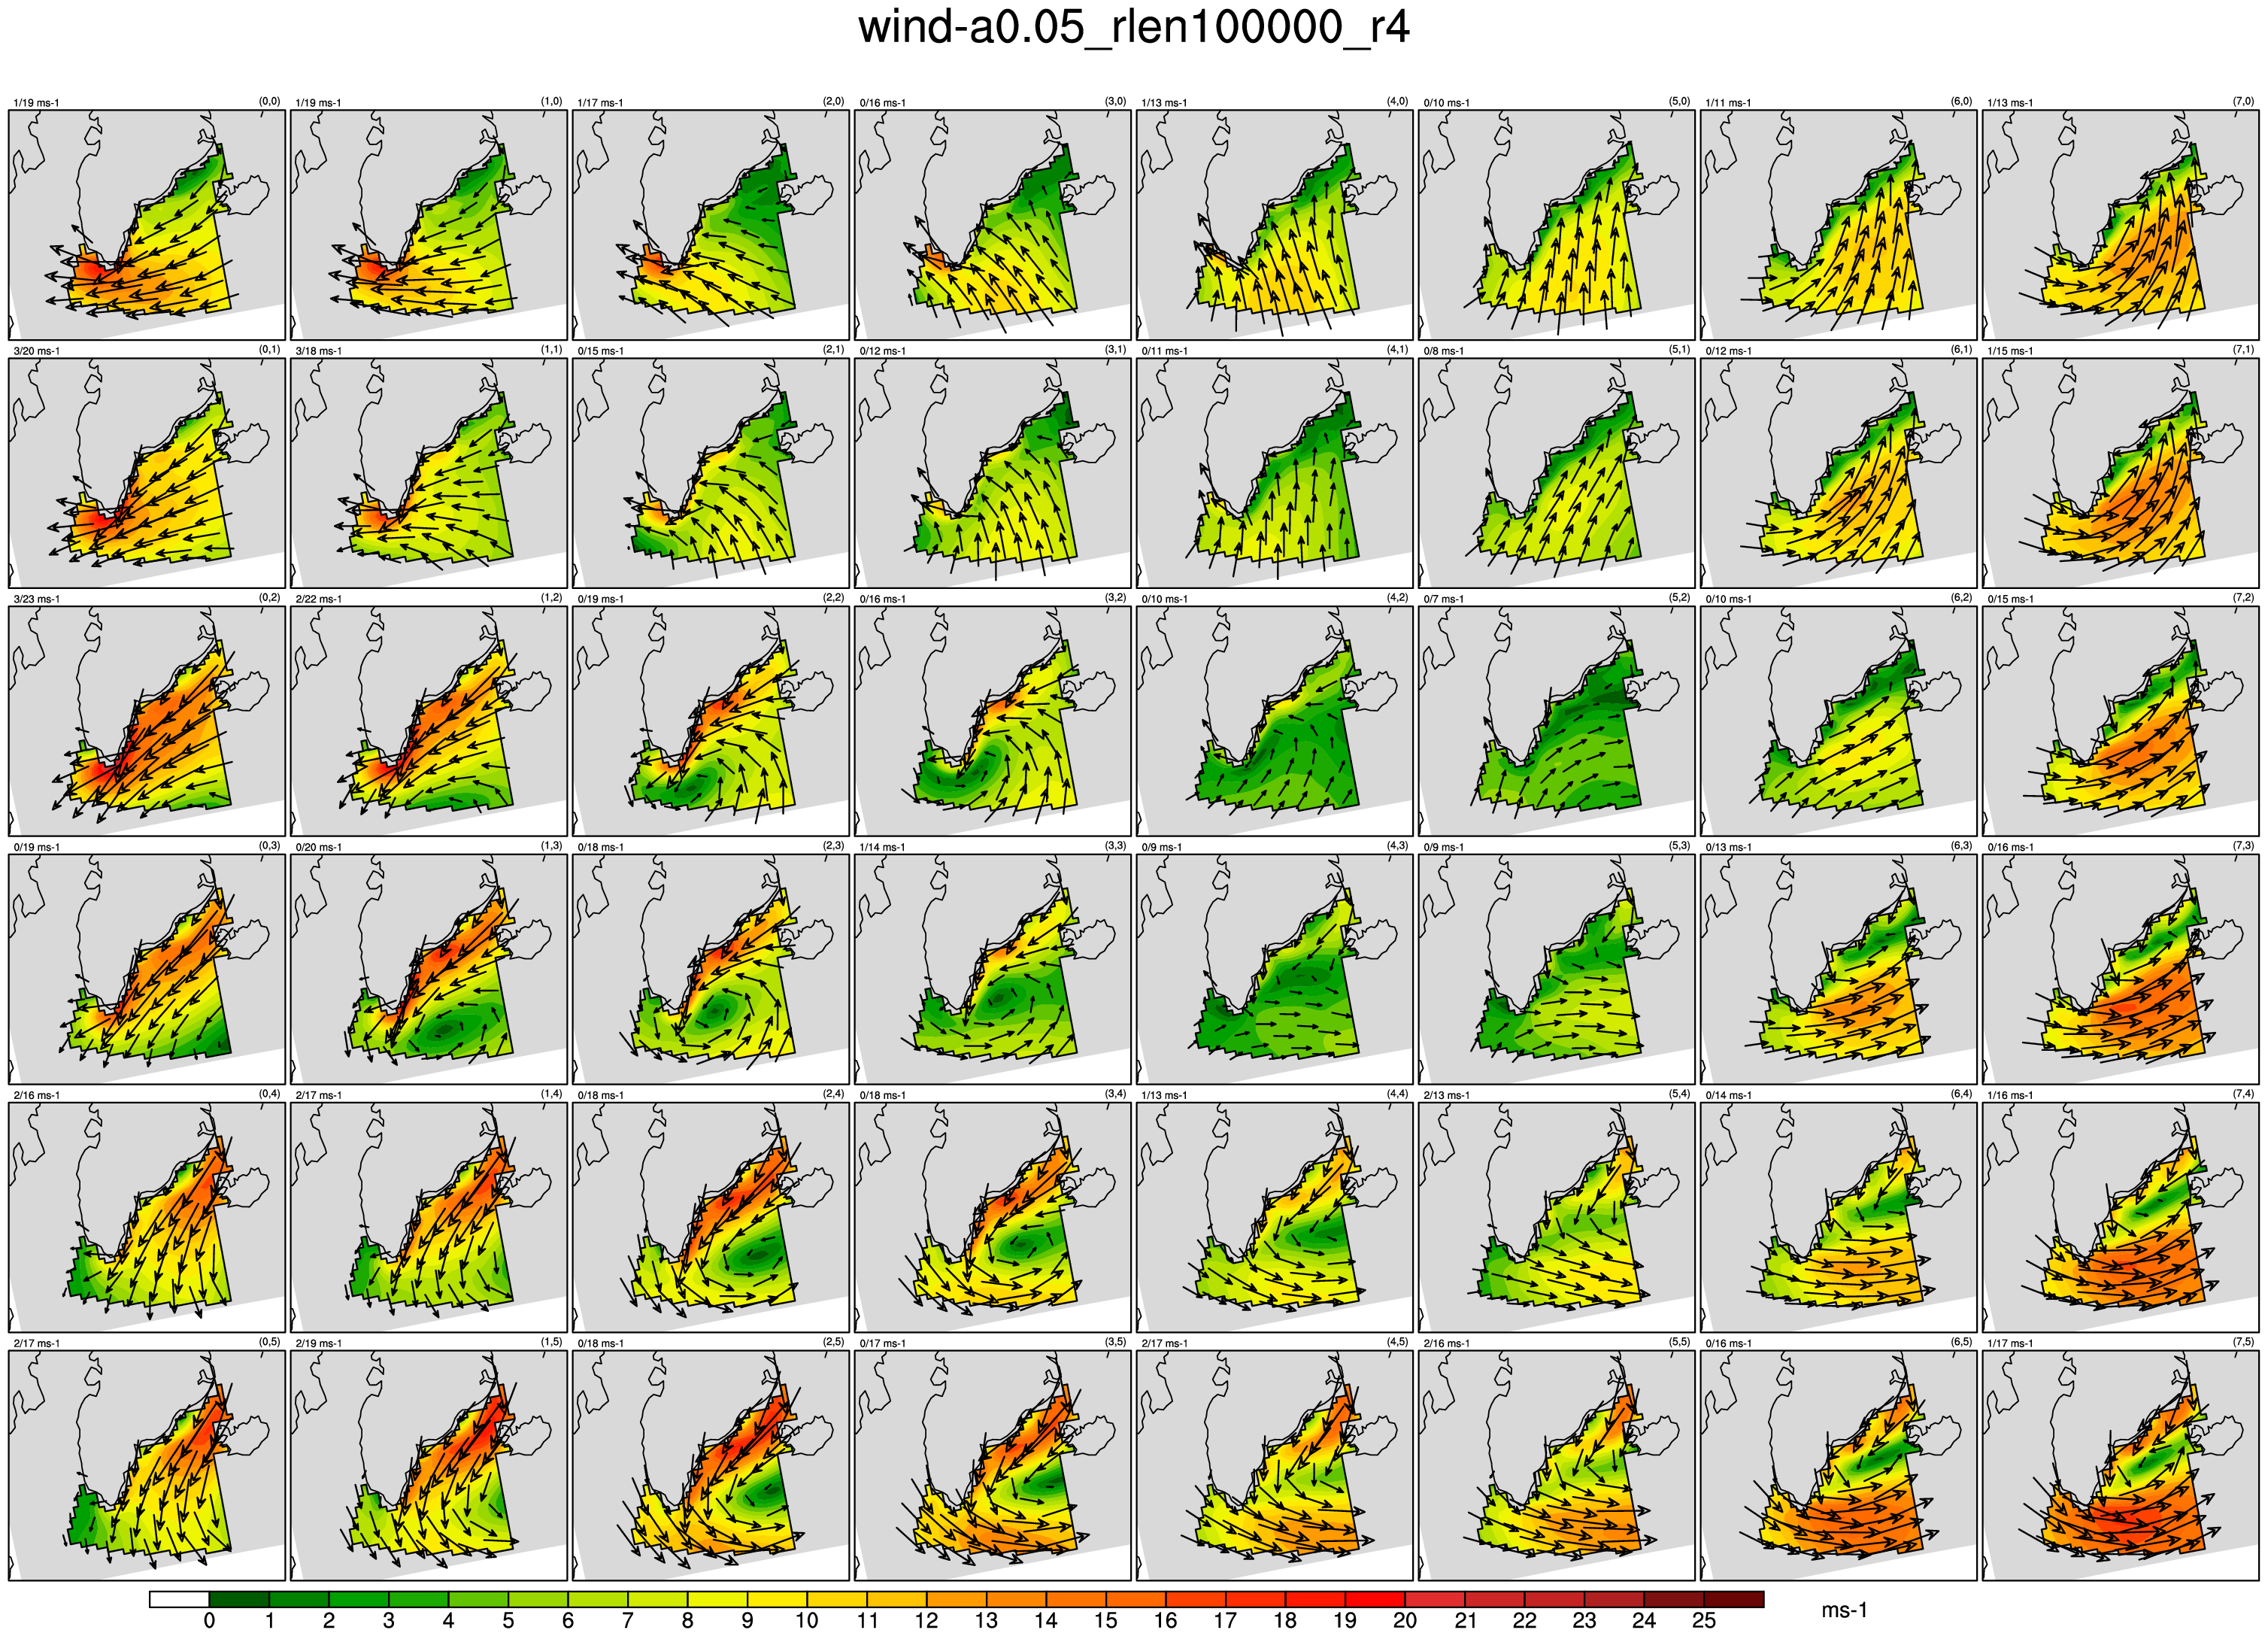 wind-a0.05_rlen100000_r4
1/19 ms-1 (0,0) 1/19 ms-1 (1,0) 1/17 ms-1 (2,0) 0/16 ms-1 (3,0) 1/13 ms-1 (4,0) 0/10 ms-1 (5,0) 1/11 ms-1 (6,0) 1/13 ms-1 (7,0)
3/20 ms-1 (0,1) 3/18 ms-1 (1,1) 0/15 ms-1 (2,1) 0/12 ms-1 (3,1) 0/11 ms-1 (4,1) 0/8 ms-1 (5,1) 0/12 ms-1 (6,1) 1/15 ms-1 (7,1)
3/23 ms-1 (0,2) 2/22 ms-1 (1,2) 0/19 ms-1 (2,2) 0/16 ms-1 (3,2) 0/10 ms-1 (4,2) 0/7 ms-1 (5,2) 0/10 ms-1 (6,2) 0/15 ms-1 (7,2)
0/19 ms-1 (0,3) 0/20 ms-1 (1,3) 0/18 ms-1 (2,3) 1/14 ms-1 (3,3) 0/9 ms-1 (4,3) 0/9 ms-1 (5,3) 0/13 ms-1 (6,3) 0/16 ms-1 (7,3)
2/16 ms-1 (0,4) 2/17 ms-1 (1,4) 0/18 ms-1 (2,4) 0/18 ms-1 (3,4) 1/13 ms-1 (4,4) 2/13 ms-1 (5,4) 0/14 ms-1 (6,4) 1/16 ms-1 (7,4)
2/17 ms-1 (0,5) 2/19 ms-1 (1,5) 0/18 ms-1 (2,5) 0/17 ms-1 (3,5) 2/17 ms-1 (4,5) 2/16 ms-1 (5,5) 0/16 ms-1 (6,5) 1/17 ms-1 (7,5)
0 1 2 3 4 5 6 7 8 9 10 11 12 13 14 15 16 17 18 19 20 21 22 23 24 25 ms-1